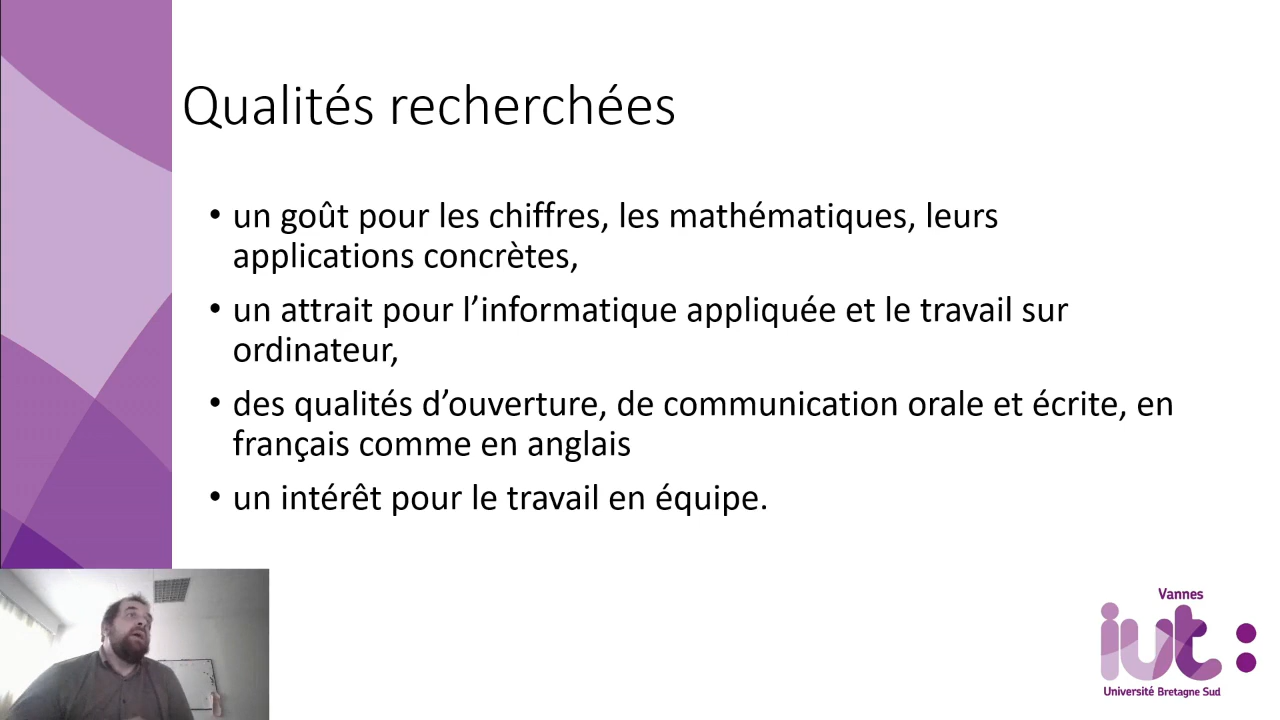 Qualités recherchées
• un goût pour les chiffres, les mathématiques, leurs
applications concrètes,
• un attrait pour l’informatique appliquée et le travail sur
ordinateur,
• des qualités d’ouverture, de communication orale et écrite, en
français comme en anglais
• un intérêt pour le travail en équipe.
Vannes
iut:
Université Bretagne Sud